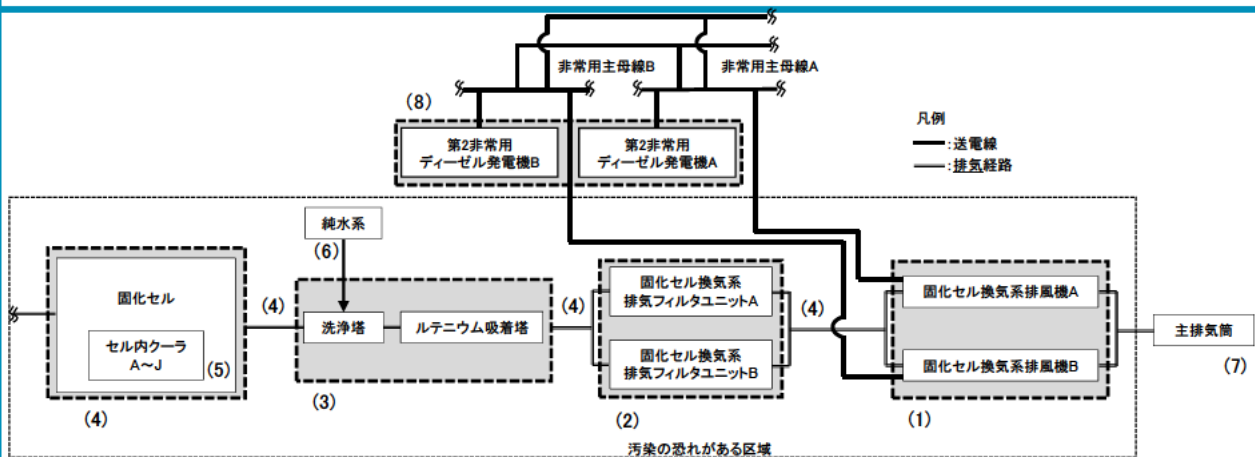 非常用主母線B
非常用主母線A
(8)
第2非常用
ディーゼル発電機B
第2非常用
ディーゼル発電機A
凡例
:送電線
:排気経路
純水系
(6)
固化セル
セル内クーラ
A～J
(5)
(4)
(4)
洗浄塔
ルテニウム吸着塔
(3)
(4)
固化セル換気系
排気フィルタユニットA
固化セル換気系
排気フィルタユニットB
(2)
(4)
固化セル換気系排風機A
固化セル換気系排風機B
(1)
主排気筒
(7)
汚染の恐れがある区域